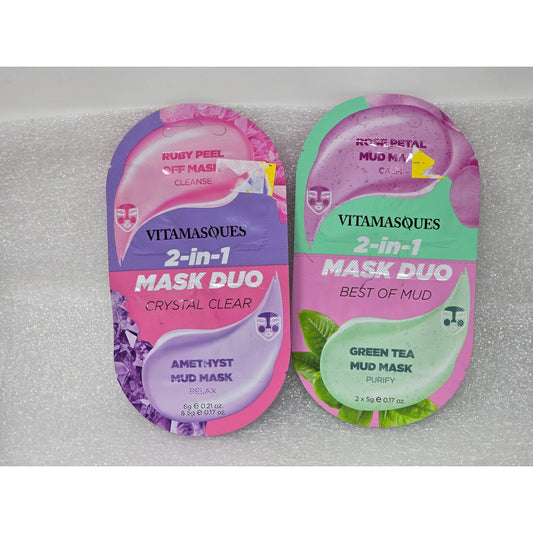 RUBY PEEL
OFF MASK
CLEANSE
VITAMASQUES
2-in-1
MASK DUO
CRYSTAL CLEAR
AMETHYST
MUD MASK
RELAX
6g e 0.21 oz.
& 5g e 0.17 oz.
ROSE PETAL
MUD MASK
CALM
VITAMASQUES
2-in-1
MASK DUO
BEST OF MUD
GREEN TEA
MUD MASK
PURIFY
2 x 5g e 0.17 oz.